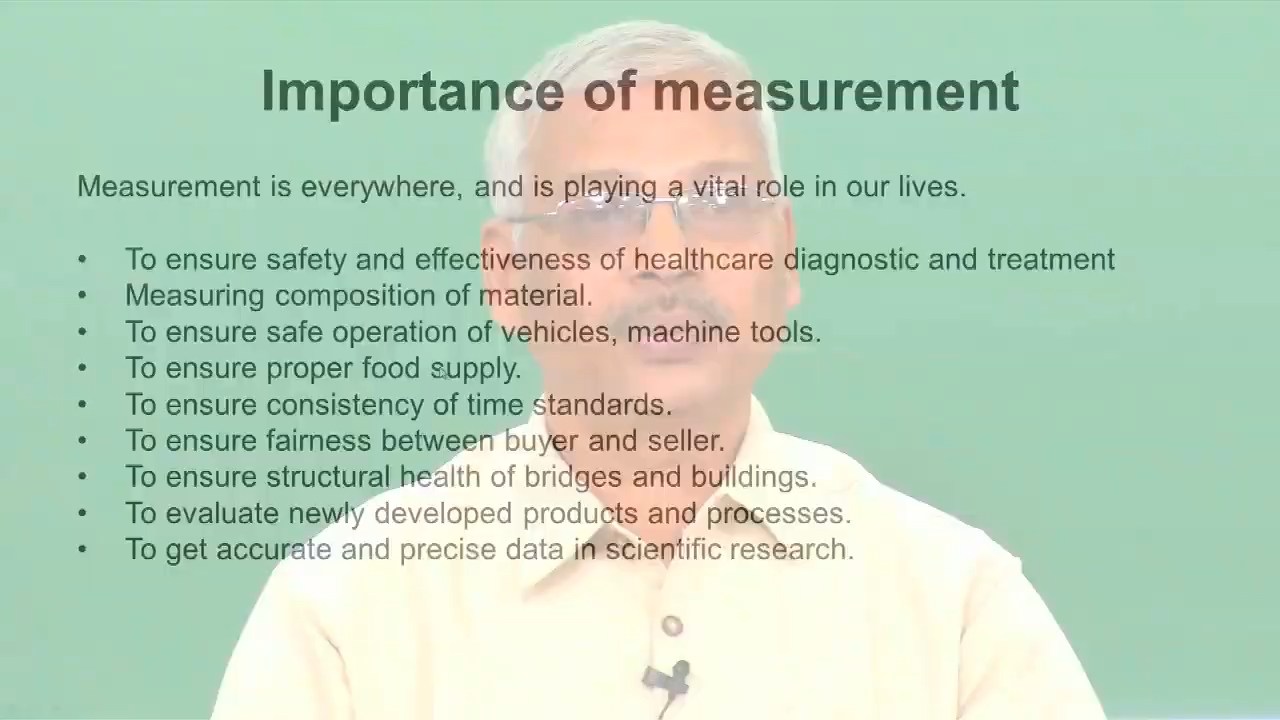 Importance of measurement
Measurement is everywhere, and is playing a vital role in our lives.
• To ensure safety and effectiveness of healthcare diagnostic and treatment
• Measuring composition of material.
• To ensure safe operation of vehicles, machine tools.
• To ensure proper food supply.
• To ensure consistency of time standards.
• To ensure fairness between buyer and seller.
• To ensure structural health of bridges and buildings.
• To evaluate newly developed products and processes.
• To get accurate and precise data in scientific research.